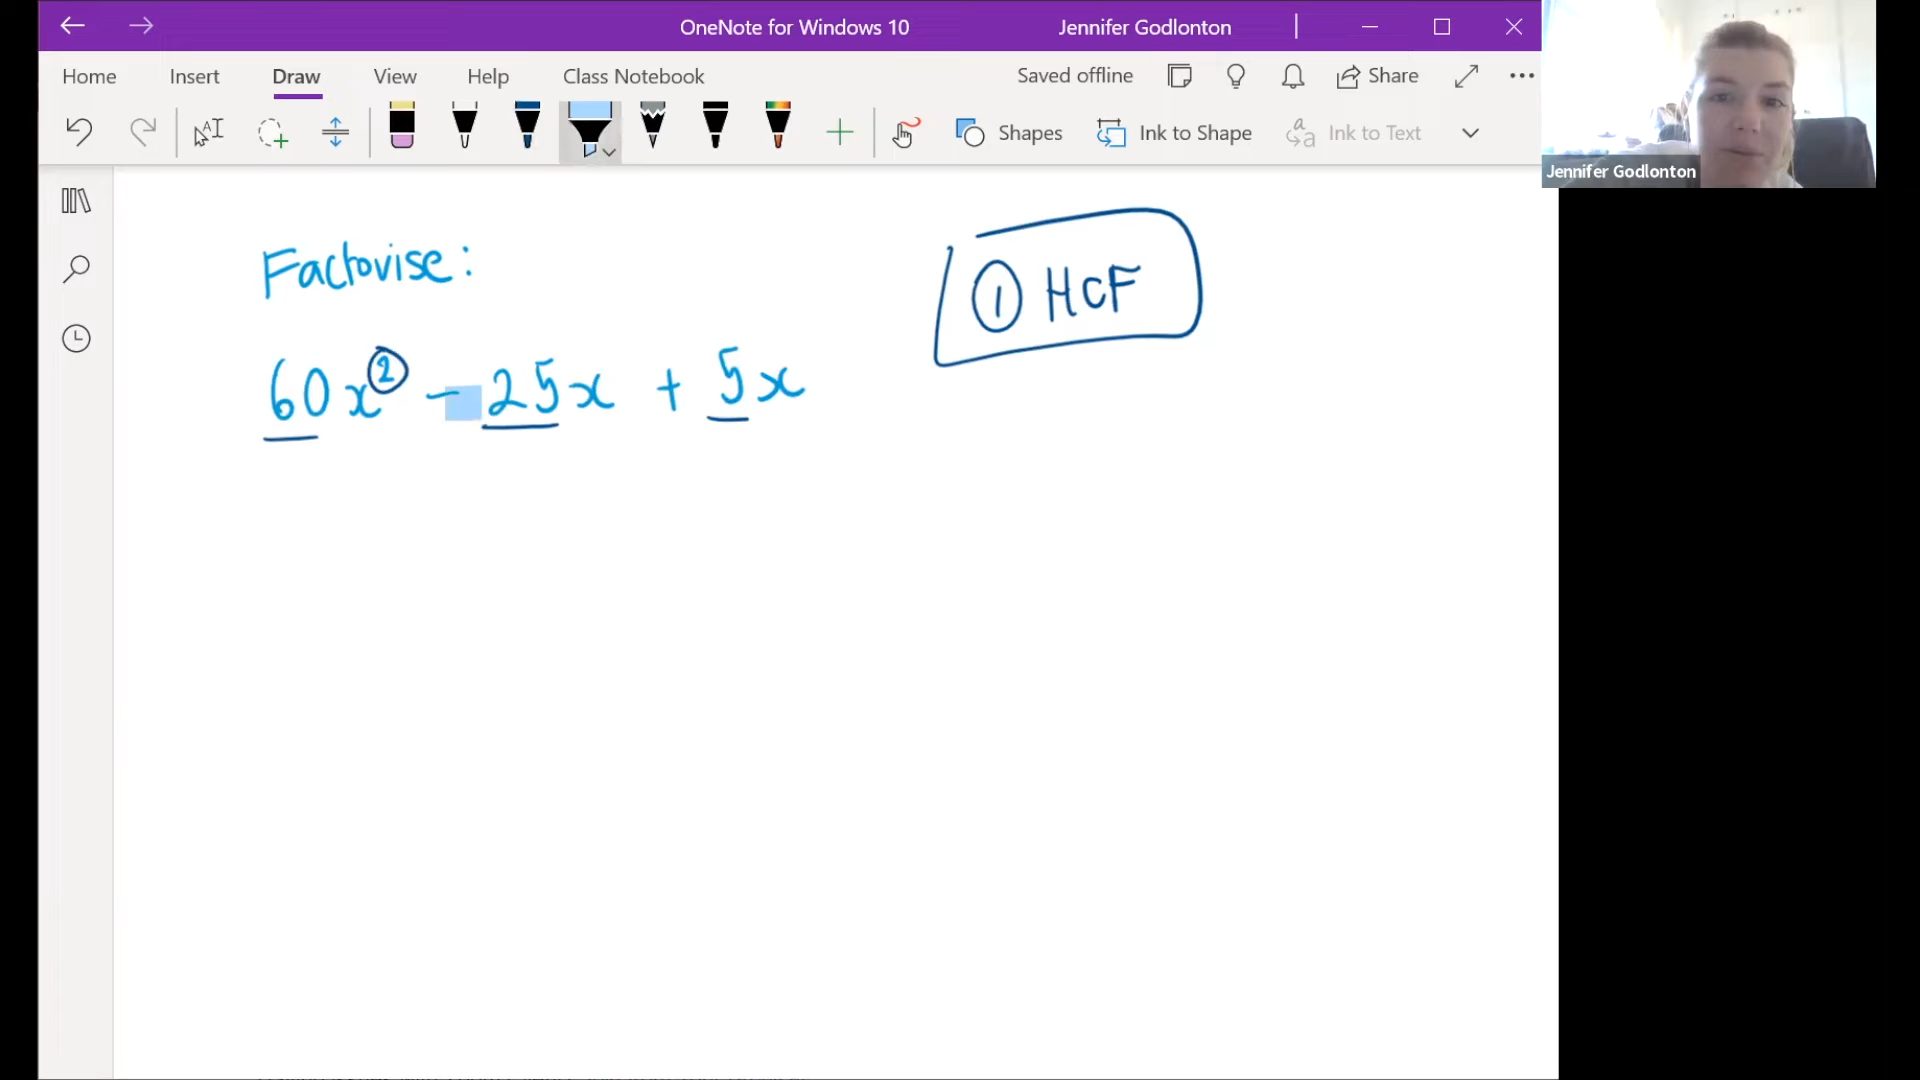 OneNote for Windows 10 Jennifer Godlonton
Home Insert Draw View Help Class Notebook Saved offline Share
Shapes Ink to Shape Ink to Text
Jennifer Godlonton
Factorise:
① HCF
60x² - 25x + 5x